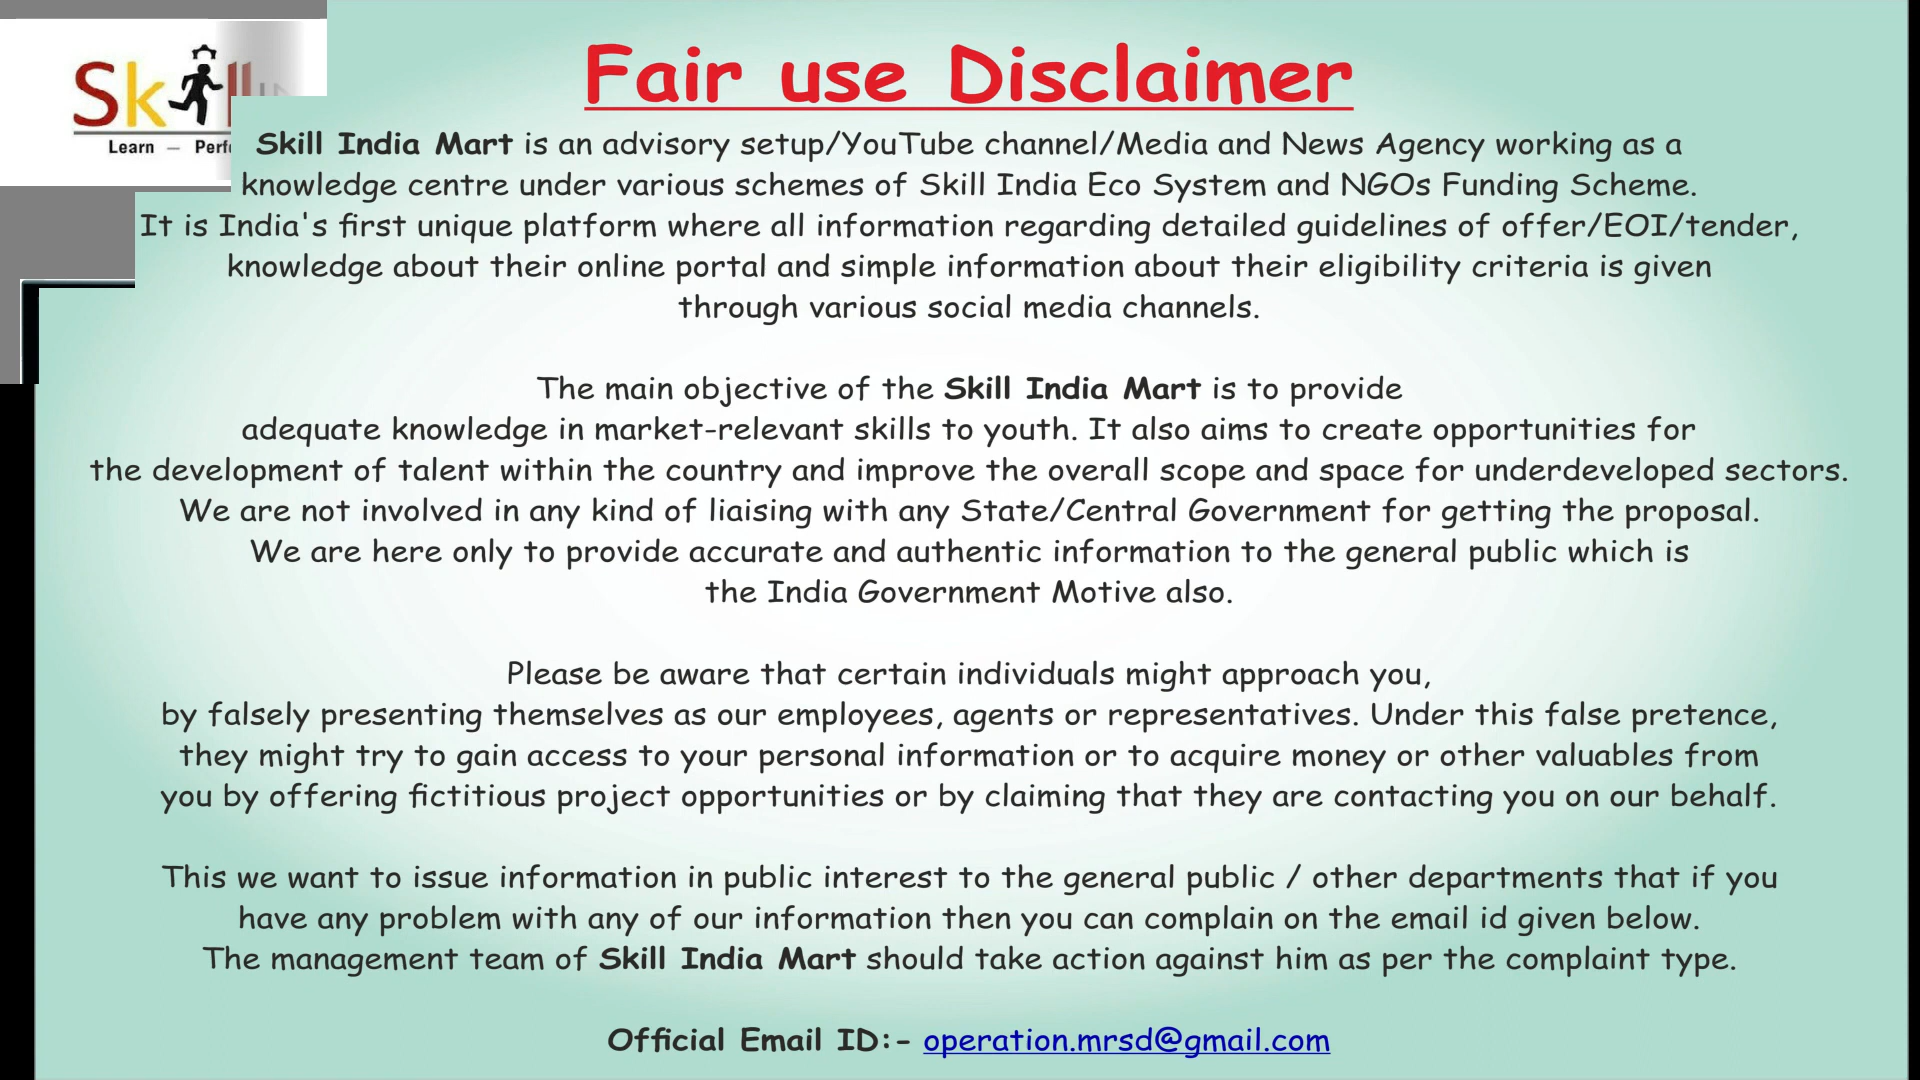 Skill
Learn – Perf
Fair use Disclaimer
Skill India Mart is an advisory setup/YouTube channel/Media and News Agency working as a
knowledge centre under various schemes of Skill India Eco System and NGOs Funding Scheme.
It is India's first unique platform where all information regarding detailed guidelines of offer/EOI/tender,
knowledge about their online portal and simple information about their eligibility criteria is given
through various social media channels.
The main objective of the Skill India Mart is to provide
adequate knowledge in market-relevant skills to youth. It also aims to create opportunities for
the development of talent within the country and improve the overall scope and space for underdeveloped sectors.
We are not involved in any kind of liaising with any State/Central Government for getting the proposal.
We are here only to provide accurate and authentic information to the general public which is
the India Government Motive also.
Please be aware that certain individuals might approach you,
by falsely presenting themselves as our employees, agents or representatives. Under this false pretence,
they might try to gain access to your personal information or to acquire money or other valuables from
you by offering fictitious project opportunities or by claiming that they are contacting you on our behalf.
This we want to issue information in public interest to the general public / other departments that if you
have any problem with any of our information then you can complain on the email id given below.
The management team of Skill India Mart should take action against him as per the complaint type.
Official Email ID:- operation.mrsd@gmail.com